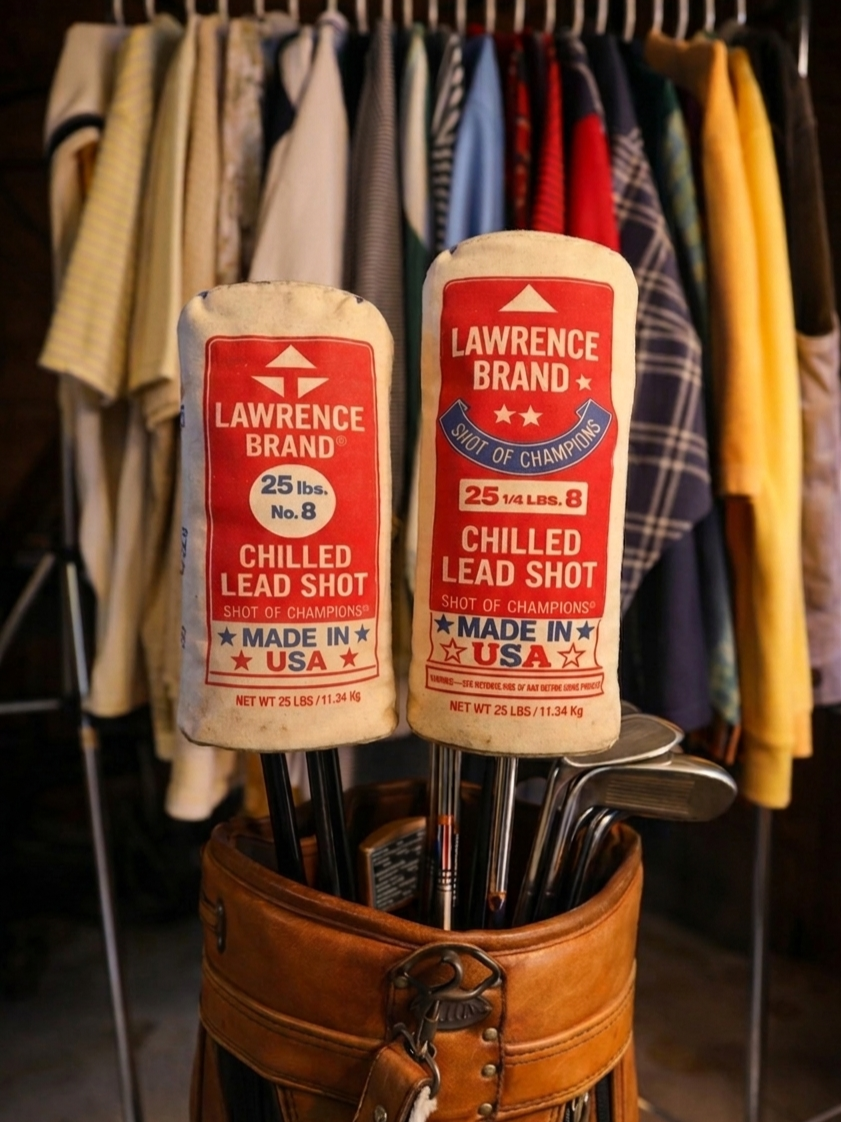 LAWRENCE
BRAND®
25 lbs.
No. 8
CHILLED
LEAD SHOT
SHOT OF CHAMPIONS
MADE IN
USA
NET WT 25 LBS / 11.34 Kg
LAWRENCE
BRAND
SHOT OF CHAMPIONS
25 1/4 LBS. 8
CHILLED
LEAD SHOT
SHOT OF CHAMPIONS
MADE IN
USA
NET WT 25 LBS / 11.34 Kg